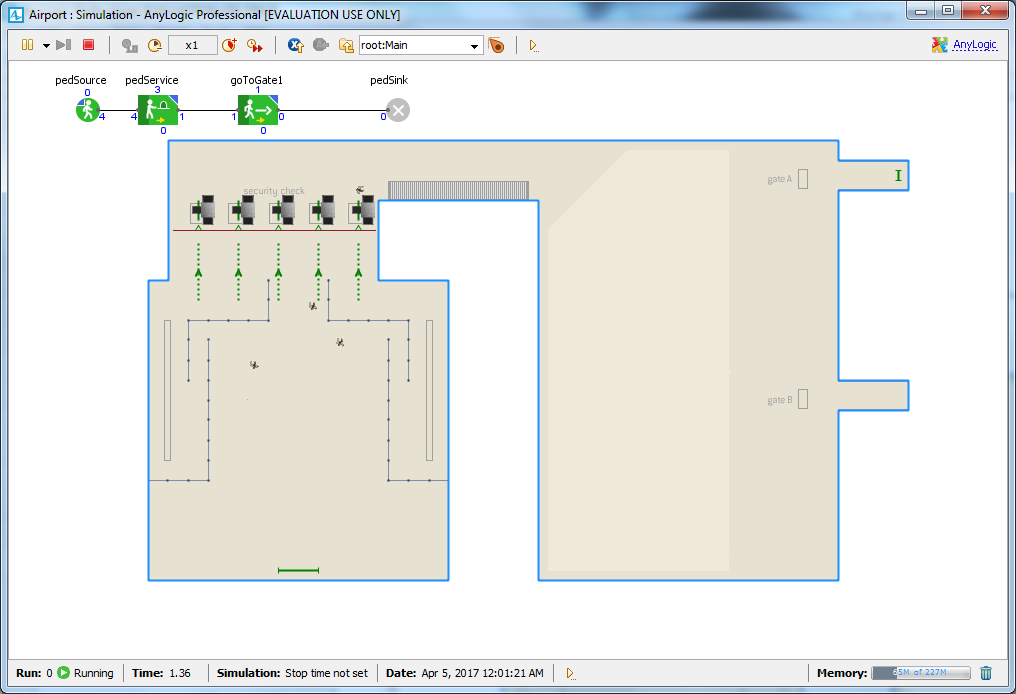 Airport : Simulation - AnyLogic Professional [EVALUATION USE ONLY]
x1
root:Main
AnyLogic
pedSource
pedService
goToGate1
pedSink
0
3
1
4
4
1
1
0
0
0
0
security check
gate A
gate B
Run: 0 Running
Time: 1.36
Simulation: Stop time not set
Date: Apr 5, 2017 12:01:21 AM
Memory: 65M of 227M